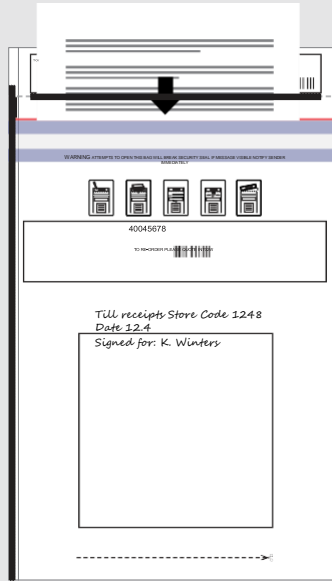 WARNING ATTEMPTS TO OPEN THIS BAG WILL BREAK SECURITY SEAL IF MESSAGE VISIBLE NOTIFY SENDER
IMMEDIATELY
40045678
TO RE-ORDER PLEASE QUOTE
Till receipts Store Code 1248
Date 12.4
Signed for: K. Winters